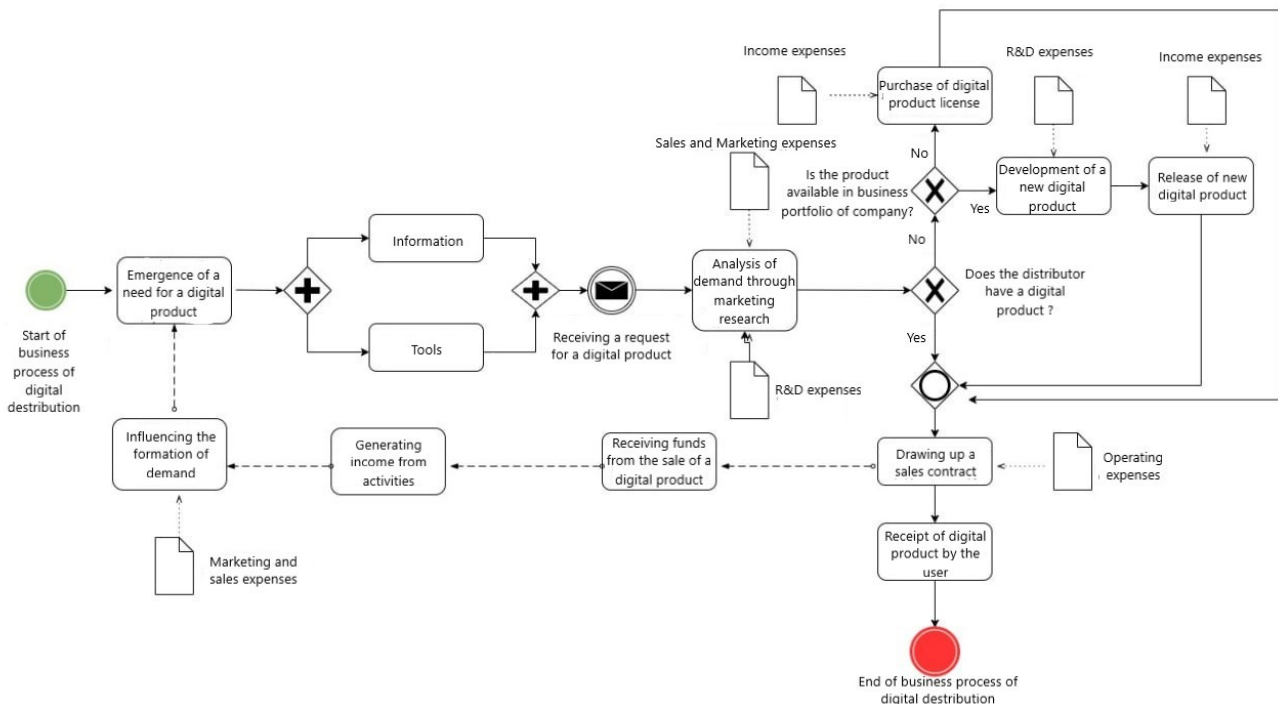 Income expenses
R&D expenses
Income expenses
Purchase of digital
product license
Sales and Marketing expenses
No
Is the product
available in business
portfolio of company?
Yes
Development of a
new digital
product
Release of new
digital product
Information
No
Emergence of a
need for a digital
product
Analysis of
demand through
marketing
research
Does the distributor
have a digital
product ?
Start of
business
process of
digital
destribution
Tools
Receiving a request
for a digital product
Yes
R&D expenses
Influencing the
formation of
demand
Generating
income from
activities
Receiving funds
from the sale of a
digital product
Drawing up a
sales contract
Operating
expenses
Marketing and
sales expenses
Receipt of digital
product by the
user
End of business process of
digital destribution